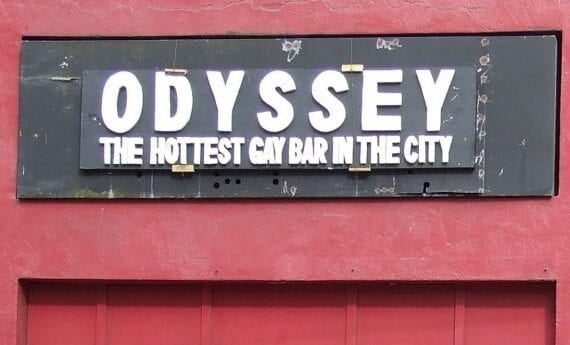 ODYSSEY
THE HOTTEST GAY BAR IN THE CITY